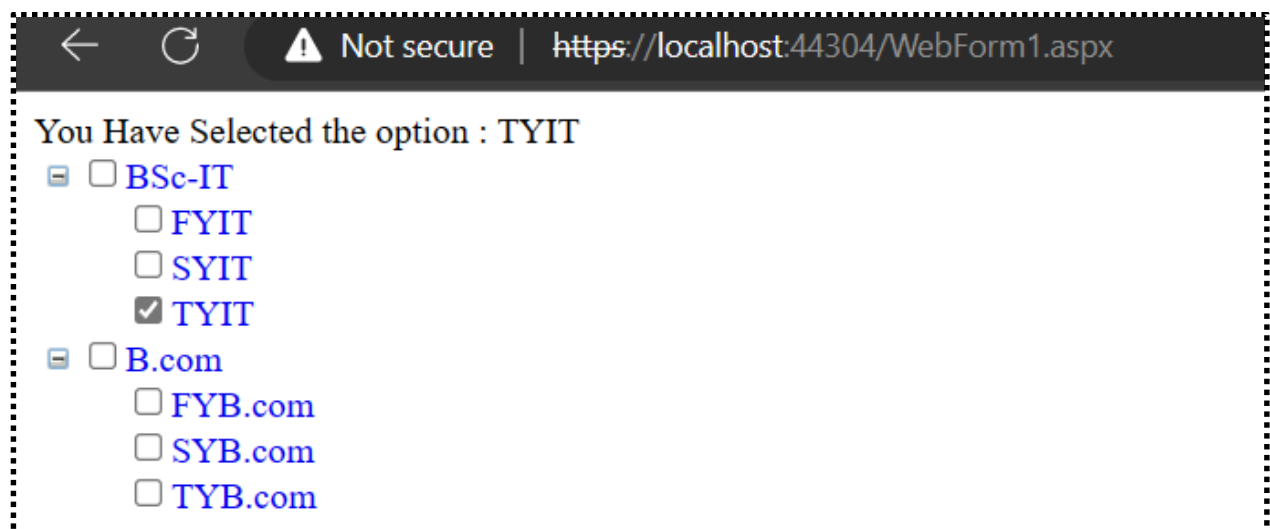 Not secure | https://localhost:44304/WebForm1.aspx
You Have Selected the option : TYIT
BSc-IT
FYIT
SYIT
TYIT
B.com
FYB.com
SYB.com
TYB.com